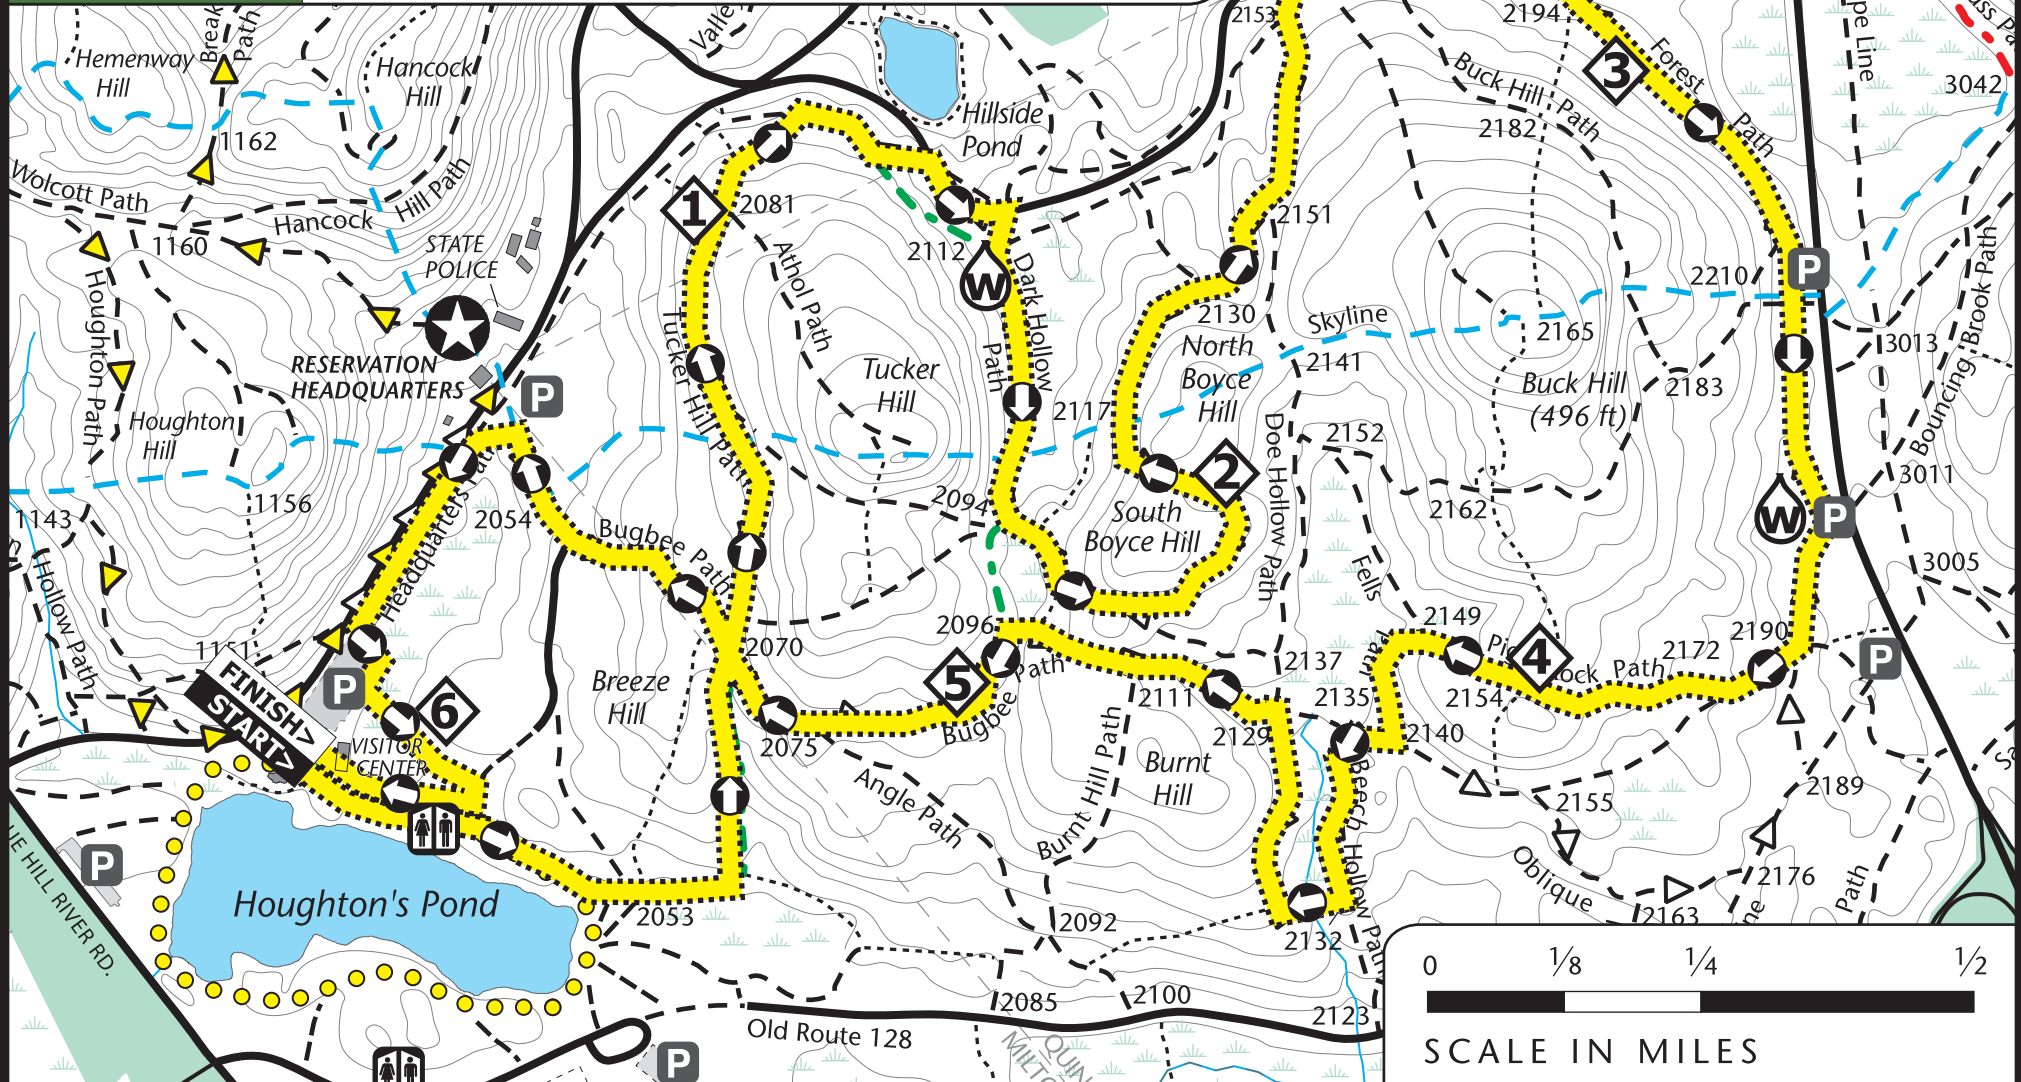 Hemenway
Hill
Break
Path
Hancock
Hill
Valley
Hillside
Pond
2153
2194
3
Forest
Path
Buck Hill Path
2182
3042
1162
Wolcott Path
Hancock
Hill Path
1160
STATE
POLICE
1
2081
Athol Path
2112
W
Dark Hollow
Path
2151
2130
North
Boyce
Hill
Skyline
2141
2165
2210
P
Buck Hill
(496 ft)
2183
3013
Bouncing Brook Path
3011
Houghton Path
RESERVATION
HEADQUARTERS
P
Houghton
Hill
1156
1143
Tucker Hill Path
Tucker
Hill
2117
2
South
Boyce Hill
2094
Doe Hollow Path
2152
2162
Fells
W
P
3005
Hollow Path
Headquarters Path
2054
Bugbee Path
2070
Breeze
Hill
2096
5
Bugbee Path
2075
2111
2137
2135
2129
2149
4
2154
Path
2172
2190
P
2140
1151
FINISH>
START>
P
6
VISITOR
CENTER
Angle Path
Burnt Hill Path
Burnt
Hill
Beech Hollow Path
2155
2189
Oblique
2163
2176
Path
P
HILL RIVER RD.
Houghton's Pond
2053
2092
2132
2085
2100
2123
Old Route 128
P
QUIN
MILTO
0
1/8
1/4
1/2
SCALE IN MILES